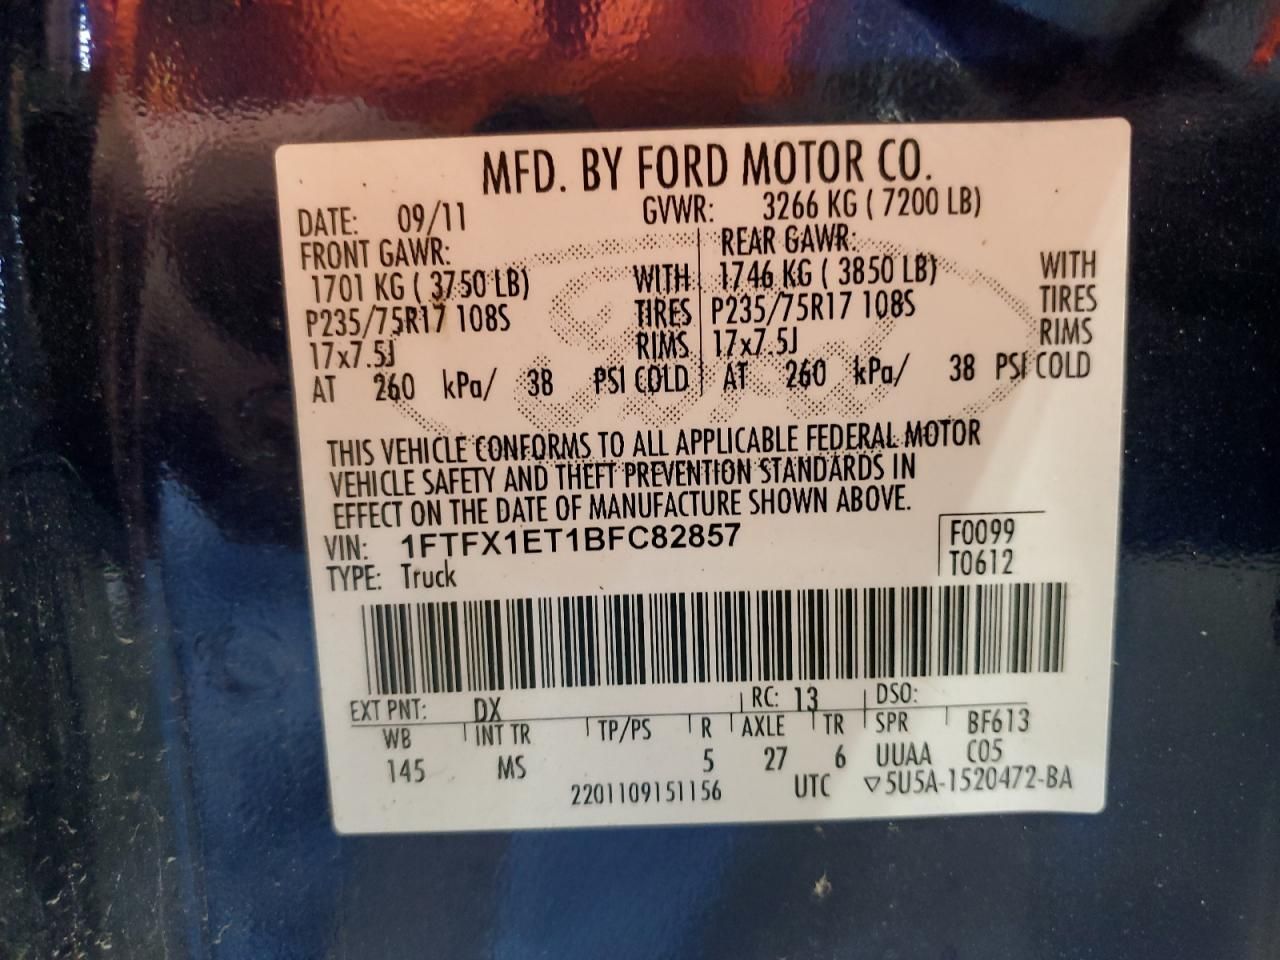 MFD. BY FORD MOTOR CO.
DATE: 09/11 GVWR: 3266 KG ( 7200 LB)
FRONT GAWR: REAR GAWR:
1701 KG ( 3750 LB) WITH 1746 KG ( 3850 LB) WITH
P235/75R17 108S TIRES P235/75R17 108S TIRES
17x7.5J RIMS 17x7.5J RIMS
AT 260 kPa/ 38 PSI COLD AT 260 kPa/ 38 PSI COLD
THIS VEHICLE CONFORMS TO ALL APPLICABLE FEDERAL MOTOR
VEHICLE SAFETY AND THEFT PREVENTION STANDARDS IN
EFFECT ON THE DATE OF MANUFACTURE SHOWN ABOVE.
VIN: 1FTFX1ET1BFC82857 F0099
TYPE: Truck T0612
EXT PNT: DX RC: 13 DSO:
WB INT TR TP/PS R AXLE TR SPR BF613
145 MS 5 27 6 UUAA C05
2201109151156 UTC ▽5U5A-1520472-BA